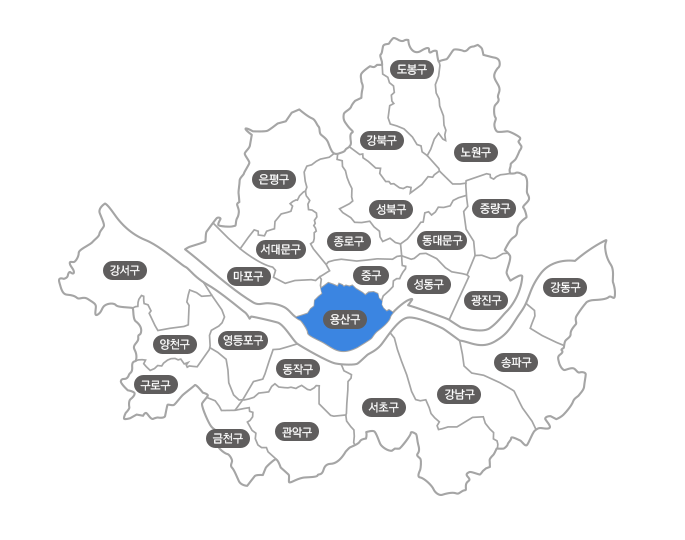 도봉구
강북구
노원구
은평구
성북구
중랑구
종로구
동대문구
서대문구
강서구
마포구
중구
성동구
강동구
광진구
용산구
양천구
영등포구
송파구
동작구
구로구
강남구
서초구
관악구
금천구